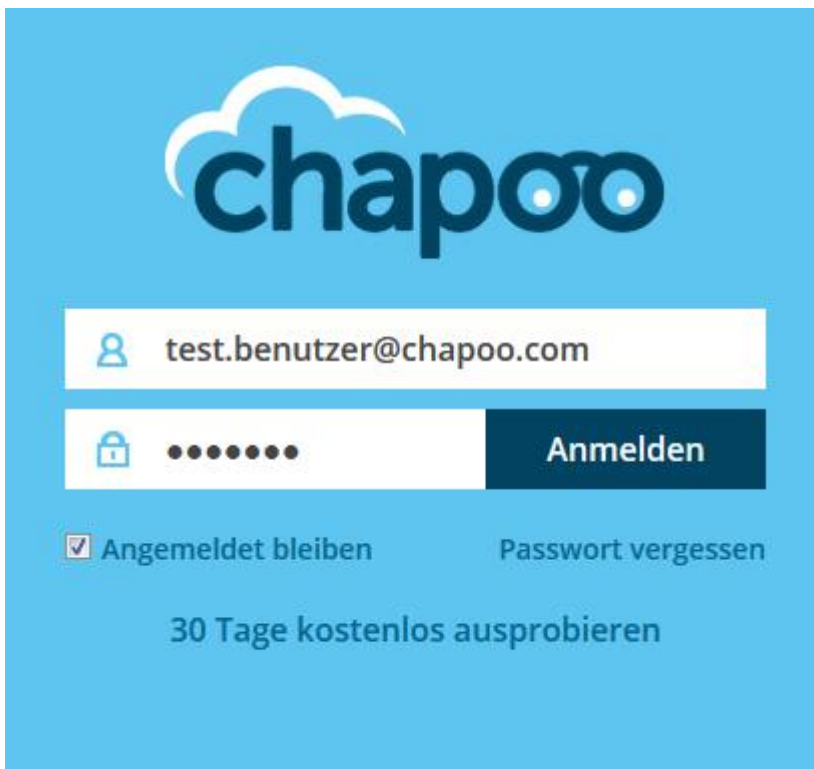 chapoo
test.benutzer@chapoo.com
••••••• Anmelden
Angemeldet bleiben Passwort vergessen
30 Tage kostenlos ausprobieren